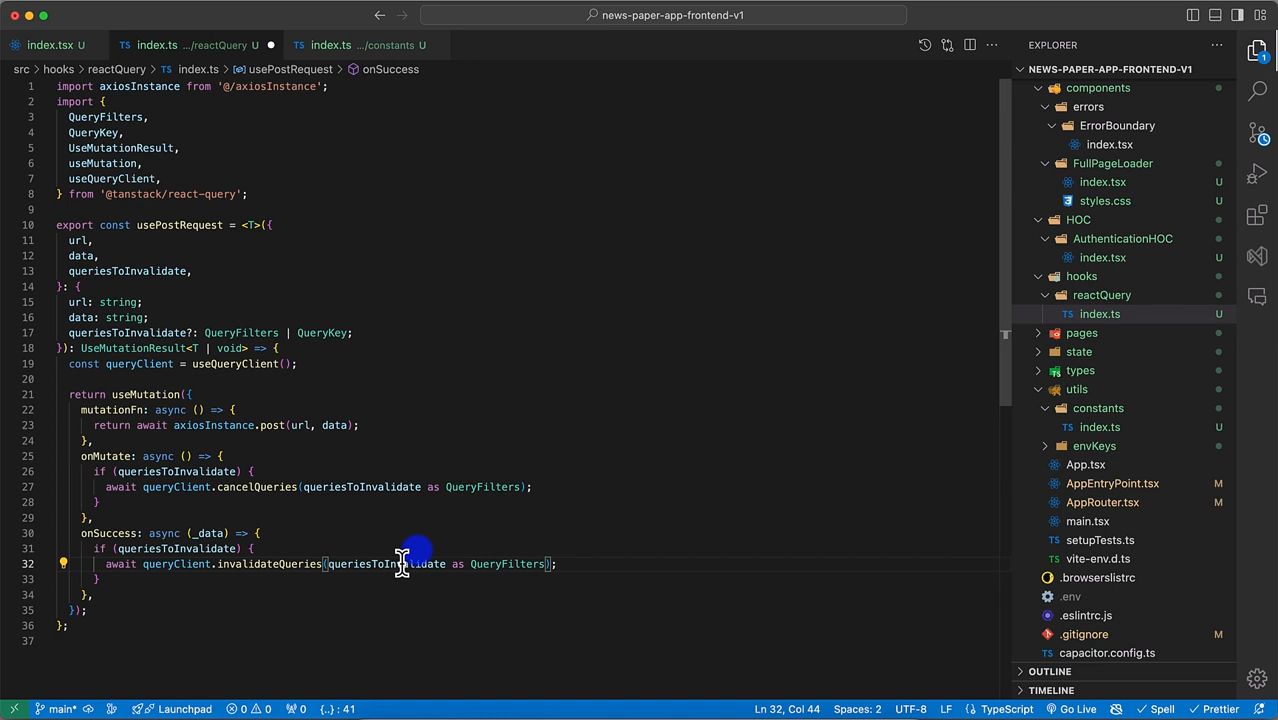 news-paper-app-frontend-v1
index.tsx U
index.ts .../reactQuery U
index.ts .../constants U
EXPLORER
src > hooks > reactQuery > TS index.ts > usePostRequest > onSuccess
1 import axiosInstance from '@/axiosInstance';
2 import {
3 QueryFilters,
4 QueryKey,
5 UseMutationResult,
6 useMutation,
7 useQueryClient,
8 } from '@tanstack/react-query';
9
10 export const usePostRequest = <T>({
11 url,
12 data,
13 queriesToInvalidate,
14 }: {
15 url: string;
16 data: string;
17 queriesToInvalidate?: QueryFilters | QueryKey;
18 }): UseMutationResult<T | void> => {
19 const queryClient = useQueryClient();
20
21 return useMutation({
22 mutationFn: async () => {
23 return await axiosInstance.post(url, data);
24 },
25 onMutate: async () => {
26 if (queriesToInvalidate) {
27 await queryClient.cancelQueries(queriesToInvalidate as QueryFilters);
28 }
29 },
30 onSuccess: async (_data) => {
31 if (queriesToInvalidate) {
32 await queryClient.invalidateQueries(queriesToInvalidate as QueryFilters);
33 }
34 },
35 });
36 };
37
NEWS-PAPER-APP-FRONTEND-V1
components
errors
ErrorBoundary
index.tsx
FullPageLoader
index.tsx U
styles.css U
HOC
AuthenticationHOC
index.tsx U
hooks
reactQuery
TS index.ts U
pages
state
types
utils
constants
TS index.ts U
envKeys
App.tsx
AppEntryPoint.tsx M
AppRouter.tsx M
main.tsx
TS setupTests.ts
TS vite-env.d.ts
.browserslistrc
.env
.eslintrc.js
.gitignore M
TS capacitor.config.ts
OUTLINE
TIMELINE
1
main* Launchpad 0 0 0 {..} : 41 Ln 32, Col 44 Spaces: 2 UTF-8 LF {} TypeScript Go Live Spell Prettier